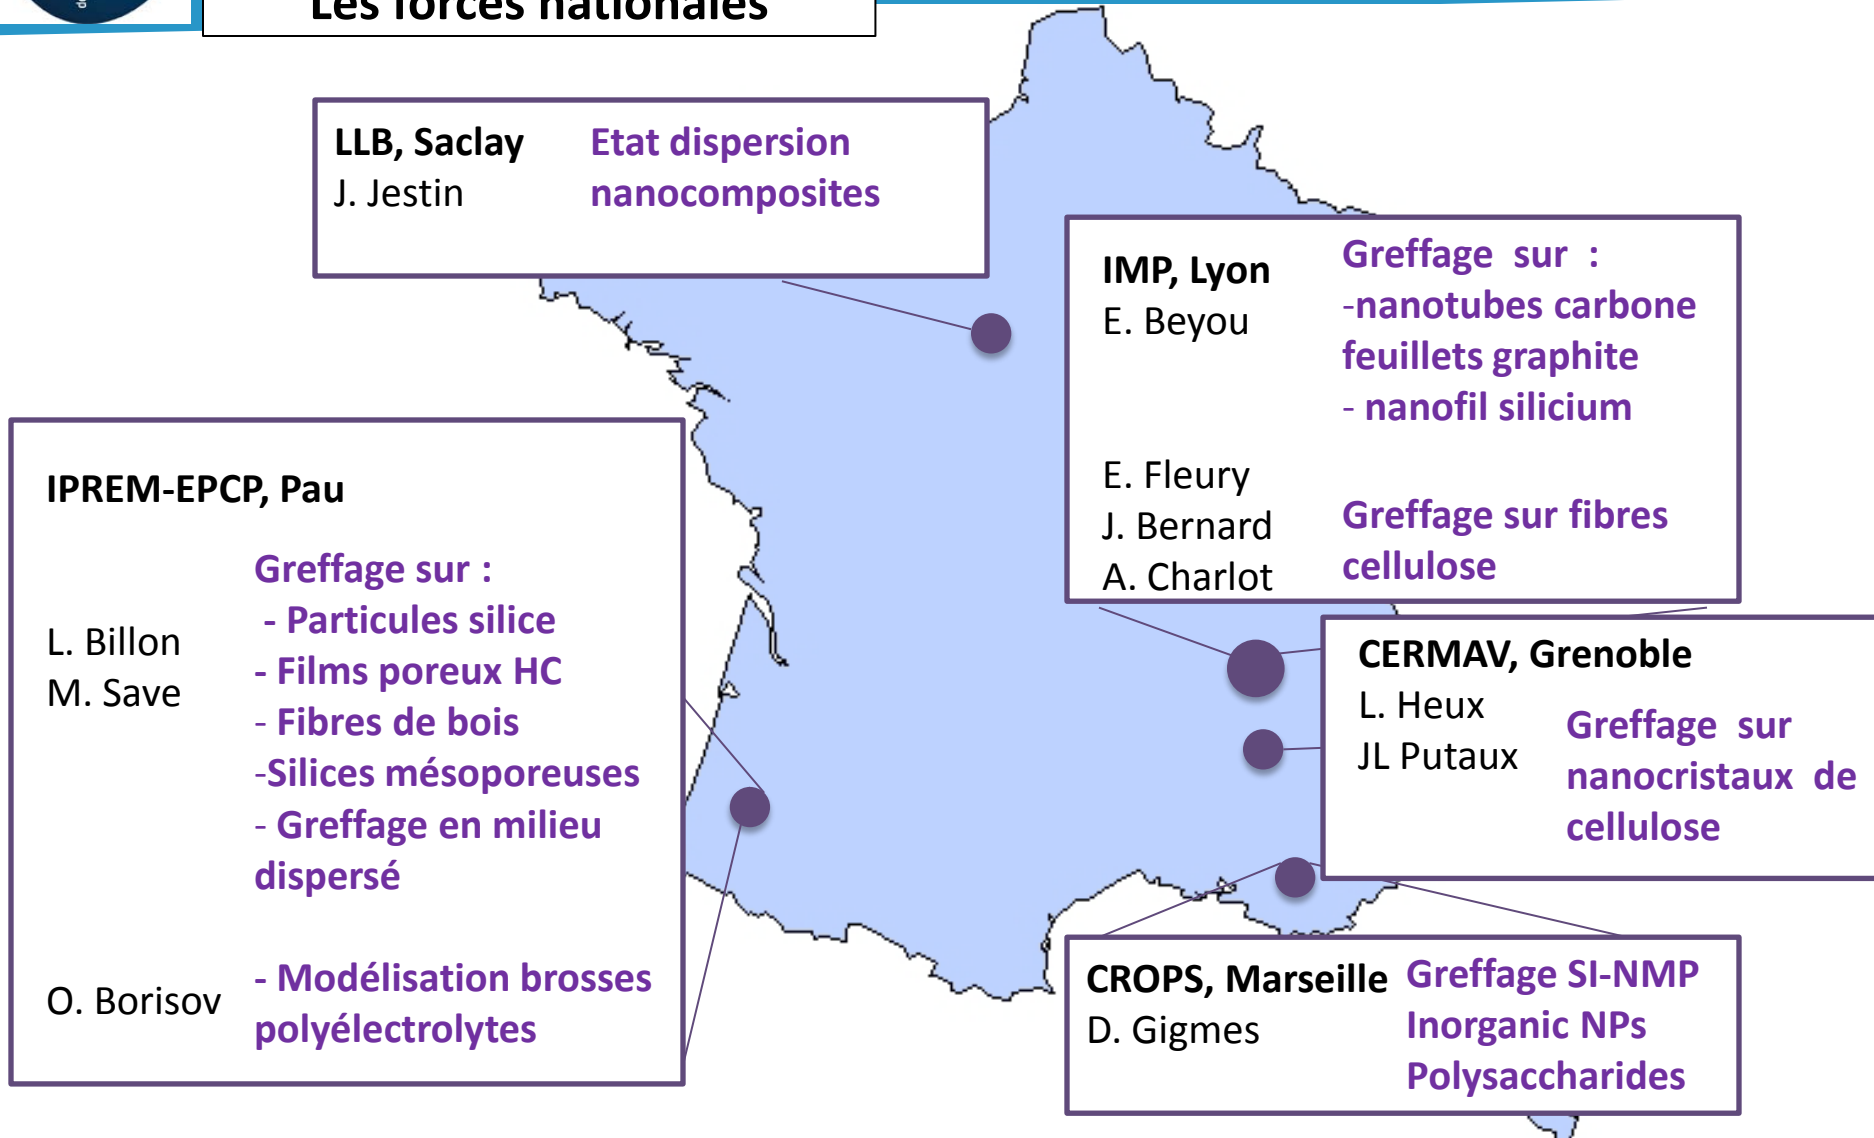 Les forces nationales
LLB, Saclay
J. Jestin
Etat dispersion
nanocomposites
IMP, Lyon
E. Beyou
Greffage sur :
-nanotubes carbone
feuillets graphite
- nanofil silicium
E. Fleury
J. Bernard
A. Charlot
Greffage sur fibres
cellulose
IPREM-EPCP, Pau
L. Billon
M. Save
Greffage sur :
- Particules silice
- Films poreux HC
- Fibres de bois
-Silices mésoporeuses
- Greffage en milieu
dispersé
O. Borisov
- Modélisation brosses
polyélectrolytes
CERMAV, Grenoble
L. Heux
JL Putaux
Greffage sur
nanocristaux de
cellulose
CROPS, Marseille
D. Gigmes
Greffage SI-NMP
Inorganic NPs
Polysaccharides